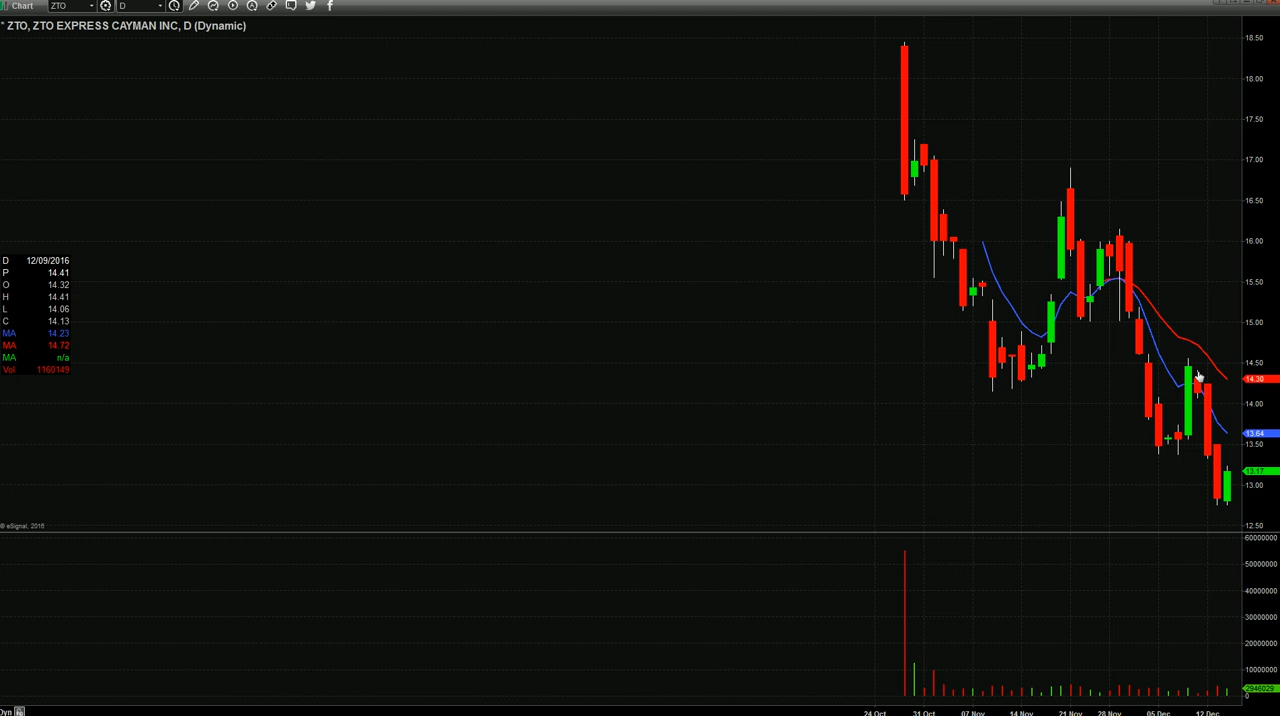 Chart ZTO D
* ZTO, ZTO EXPRESS CAYMAN INC, D (Dynamic)
18.50
18.00
17.50
17.00
16.50
16.00
15.50
15.00
14.50
14.30
14.00
13.64
13.50
13.17
13.00
12.50
D 12/09/2016
P 14.41
O 14.32
H 14.41
L 14.06
C 14.13
MA 14.23
MA 14.72
MA n/a
Vol 1160149
© eSignal, 2016
60000000
50000000
40000000
30000000
20000000
10000000
2946029
0
Dyn 24 Oct 31 Oct 07 Nov 14 Nov 21 Nov 28 Nov 05 Dec 12 Dec